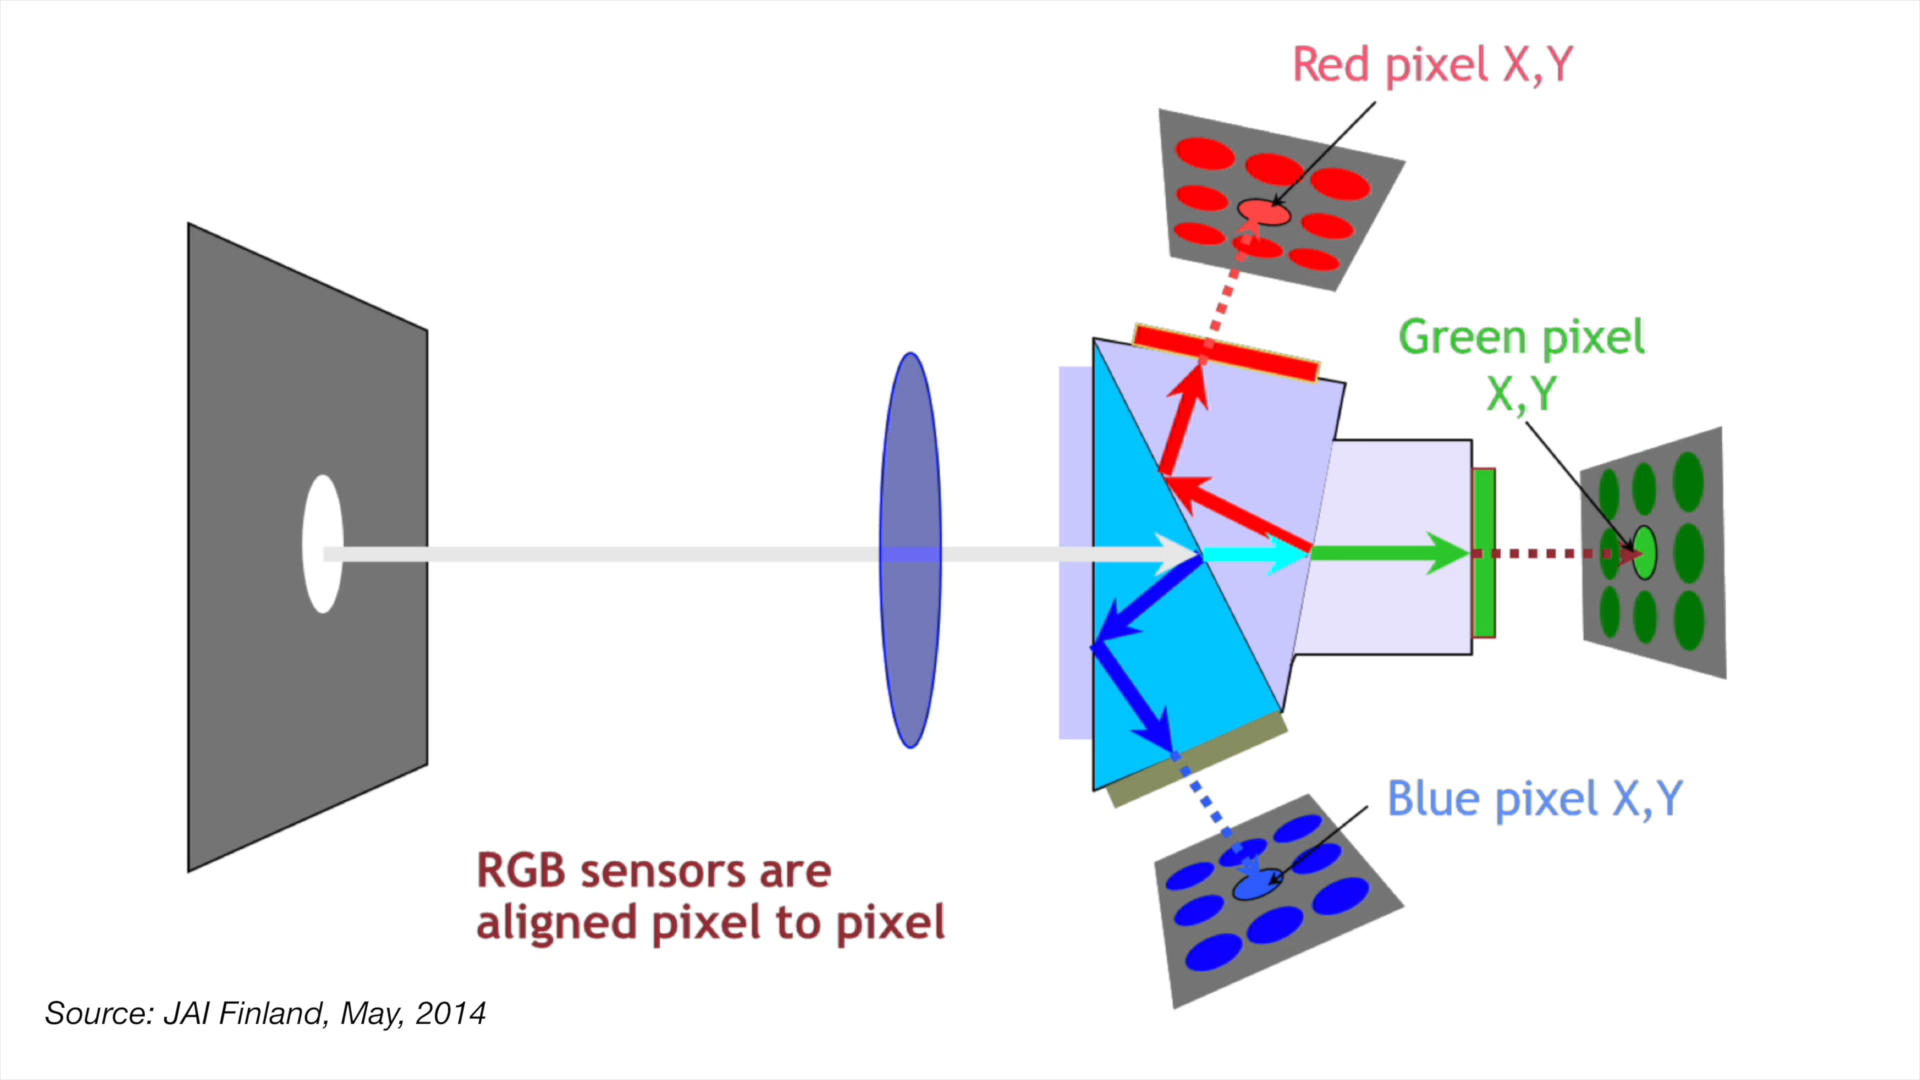 Red pixel X,Y
Green pixel
X,Y
Blue pixel X,Y
RGB sensors are
aligned pixel to pixel
Source: JAI Finland, May, 2014